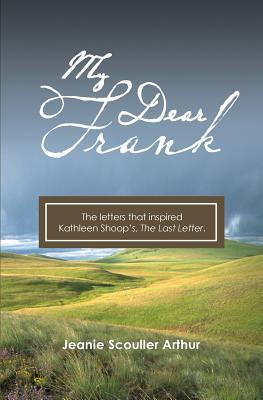 My
Dear
Frank
The letters that inspired
Kathleen Shoop's, The Last Letter.
Jeanie Scouller Arthur